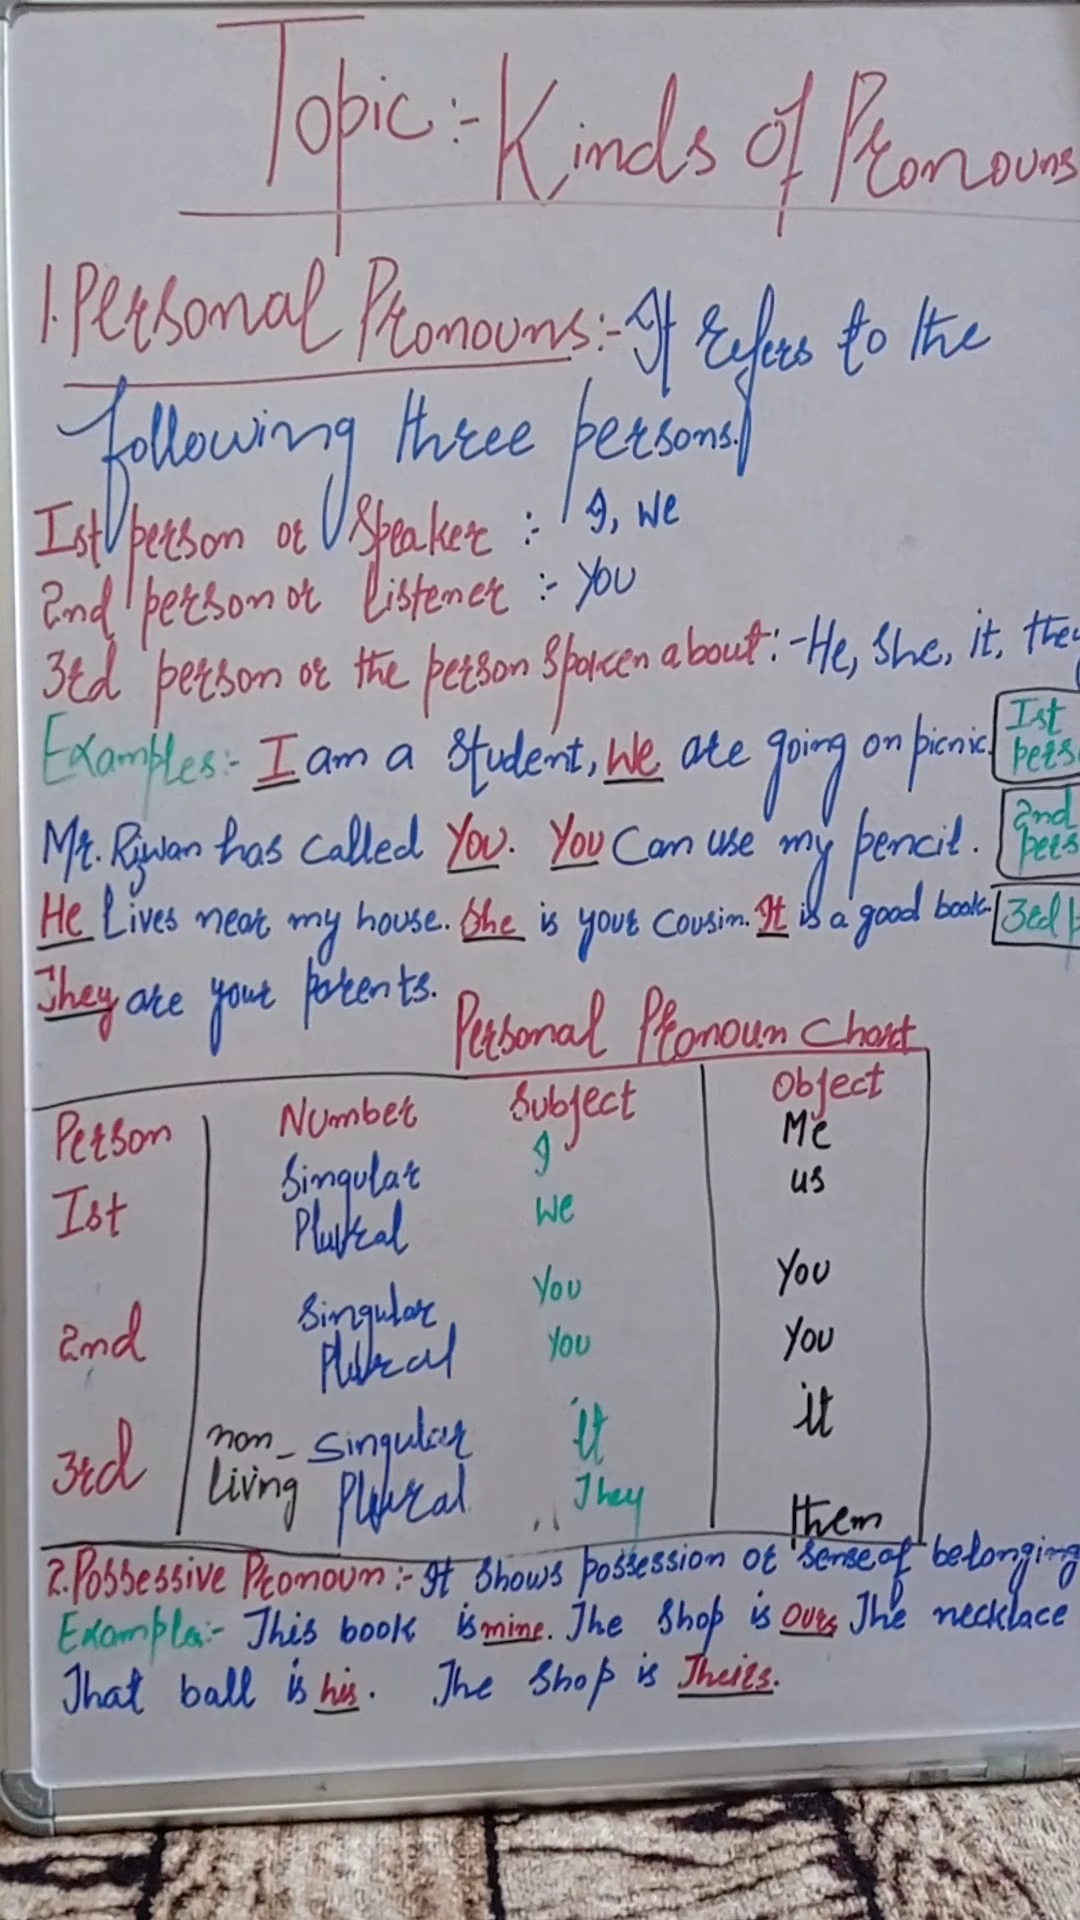 Topic:- Kinds of Pronouns
1. Personal Pronouns:- It refers to the
following three persons.
Ist person or Speaker :- I, We
2nd person or listener :- You
3rd person or the person spoken about:- He, She, it, they
Examples:- I am a Student, We are going on picnic. Ist
pers
Mr. Rizwan has called You. You Can use my pencil. 2nd
pers
He lives near my house. She is your Cousin. It is a good book. 3rd p
They are your parents.
Personal Pronoun Chart
Person Number Subject Object
Ist Singular I Me
Plural We us
2nd Singular You You
Plural You You
3rd non-living Singular it it
Plural They them
2. Possessive Pronoun:- It shows possession or sense of belonging
Example:- This book is mine. The Shop is ours The necklace
That ball is his. The Shop is Theirs.